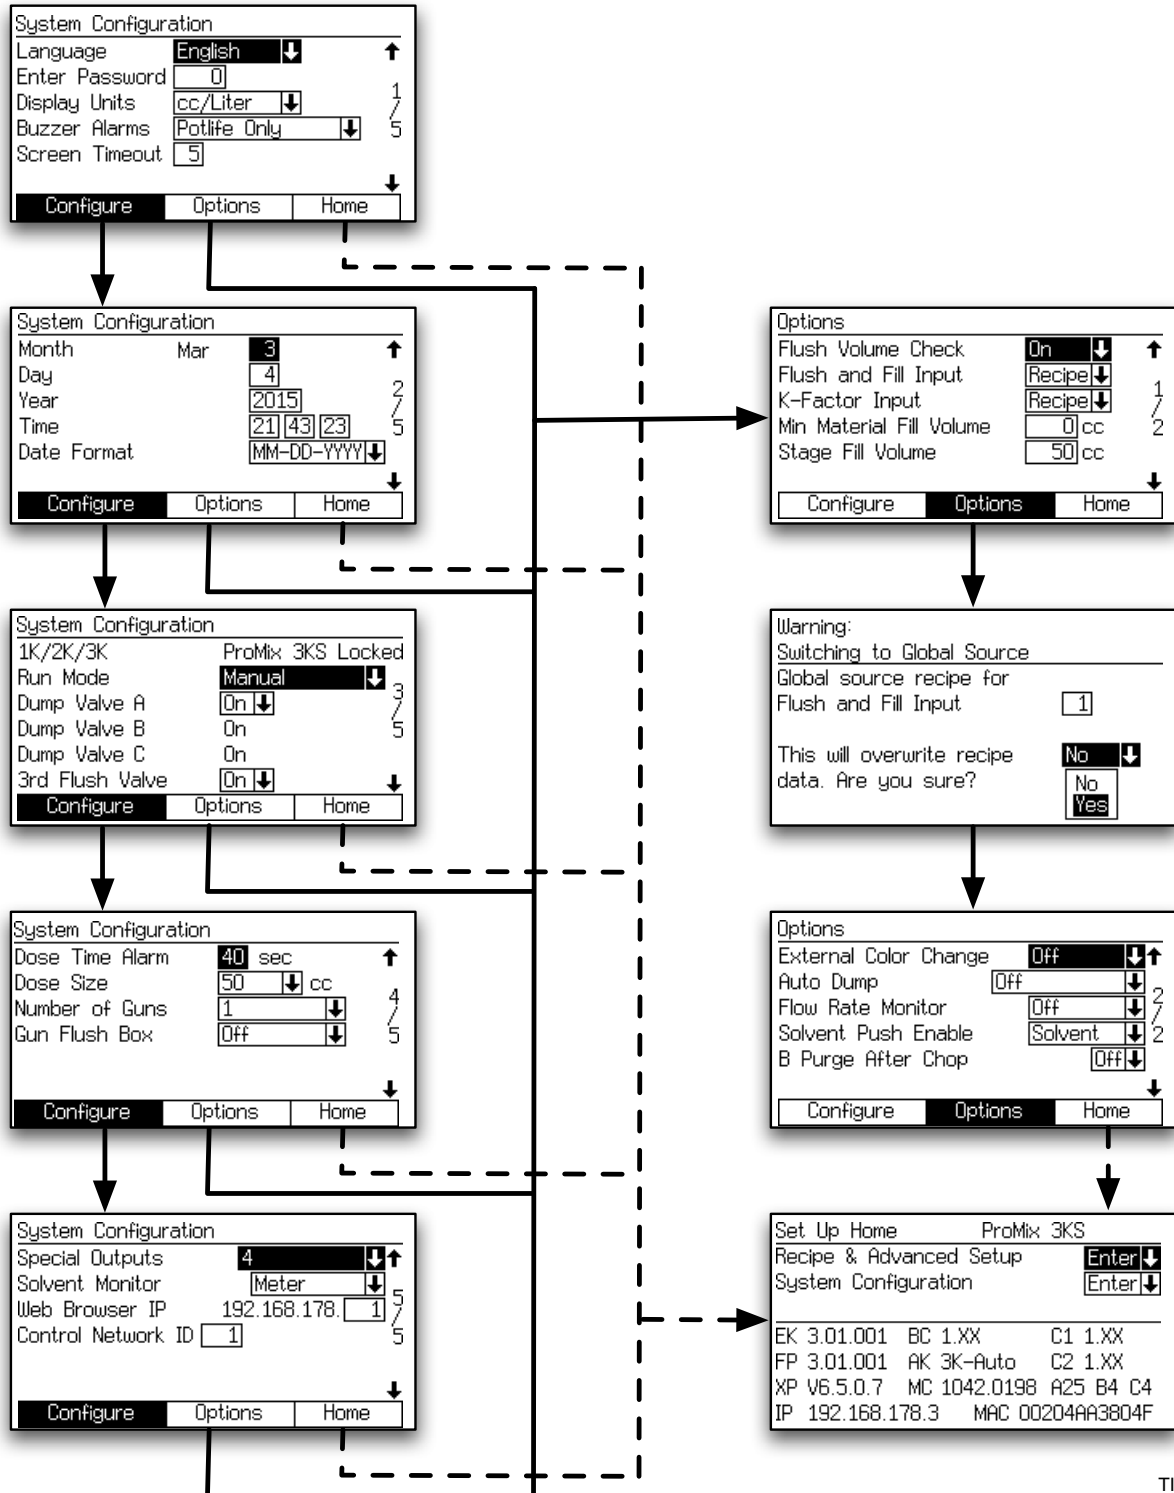 System Configuration
Language English
Enter Password 0
Display Units cc/Liter
Buzzer Alarms Potlife Only
Screen Timeout 5
1/5
Configure Options Home
System Configuration
Month Mar 3
Day 4
Year 2015
Time 21 43 23
Date Format MM-DD-YYYY
2/5
Configure Options Home
System Configuration
1K/2K/3K ProMix 3KS Locked
Run Mode Manual
Dump Valve A On
Dump Valve B On
Dump Valve C On
3rd Flush Valve On
3/5
Configure Options Home
System Configuration
Dose Time Alarm 40 sec
Dose Size 50 cc
Number of Guns 1
Gun Flush Box Off
4/5
Configure Options Home
System Configuration
Special Outputs 4
Solvent Monitor Meter
Web Browser IP 192.168.178. 1
Control Network ID 1
5/5
Configure Options Home
Options
Flush Volume Check On
Flush and Fill Input Recipe
K-Factor Input Recipe
Min Material Fill Volume 0 cc
Stage Fill Volume 50 cc
1/2
Configure Options Home
Warning:
Switching to Global Source
Global source recipe for
Flush and Fill Input 1
This will overwrite recipe No
data. Are you sure? No
Yes
Options
External Color Change Off
Auto Dump Off
Flow Rate Monitor Off
Solvent Push Enable Solvent
B Purge After Chop Off
2/2
Configure Options Home
Set Up Home ProMix 3KS
Recipe & Advanced Setup Enter
System Configuration Enter
EK 3.01.001 BC 1.XX C1 1.XX
FP 3.01.001 AK 3K-Auto C2 1.XX
XP V6.5.0.7 MC 1042.0198 A25 B4 C4
IP 192.168.178.3 MAC 00204AA3804F